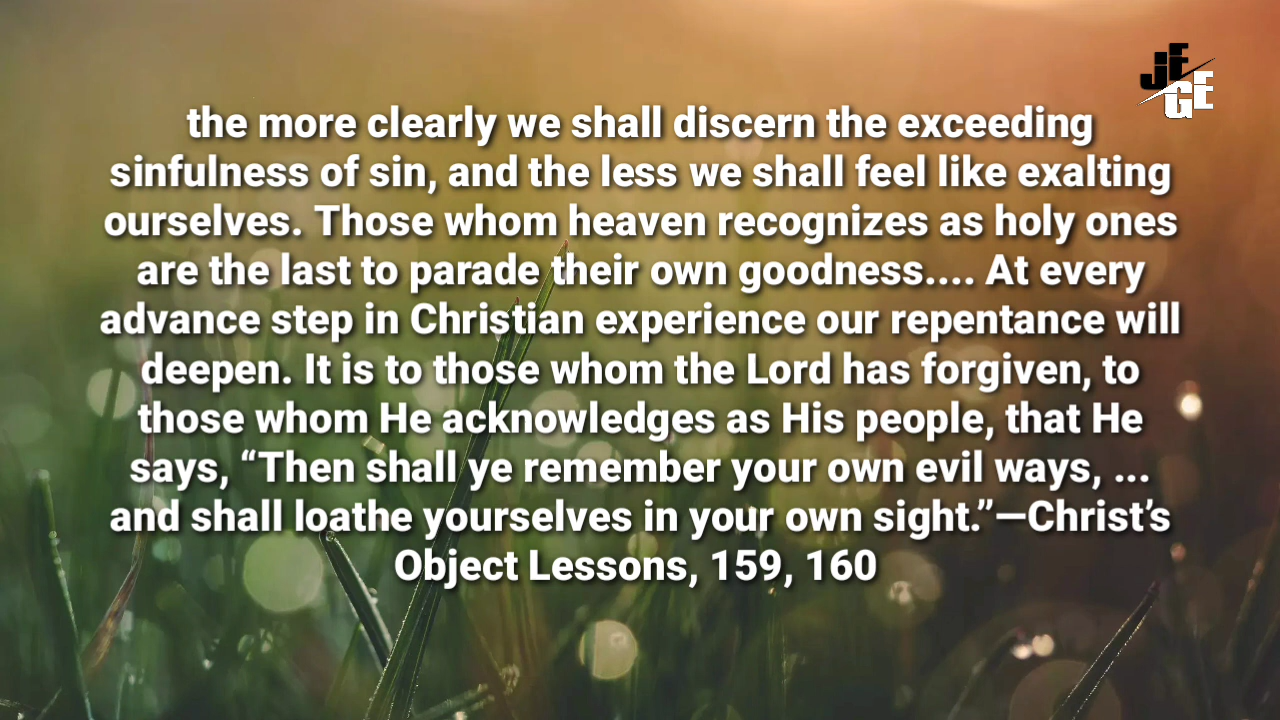 JF
GF
the more clearly we shall discern the exceeding
sinfulness of sin, and the less we shall feel like exalting
ourselves. Those whom heaven recognizes as holy ones
are the last to parade their own goodness.... At every
advance step in Christian experience our repentance will
deepen. It is to those whom the Lord has forgiven, to
those whom He acknowledges as His people, that He
says, “Then shall ye remember your own evil ways, ...
and shall loathe yourselves in your own sight.”—Christ’s
Object Lessons, 159, 160